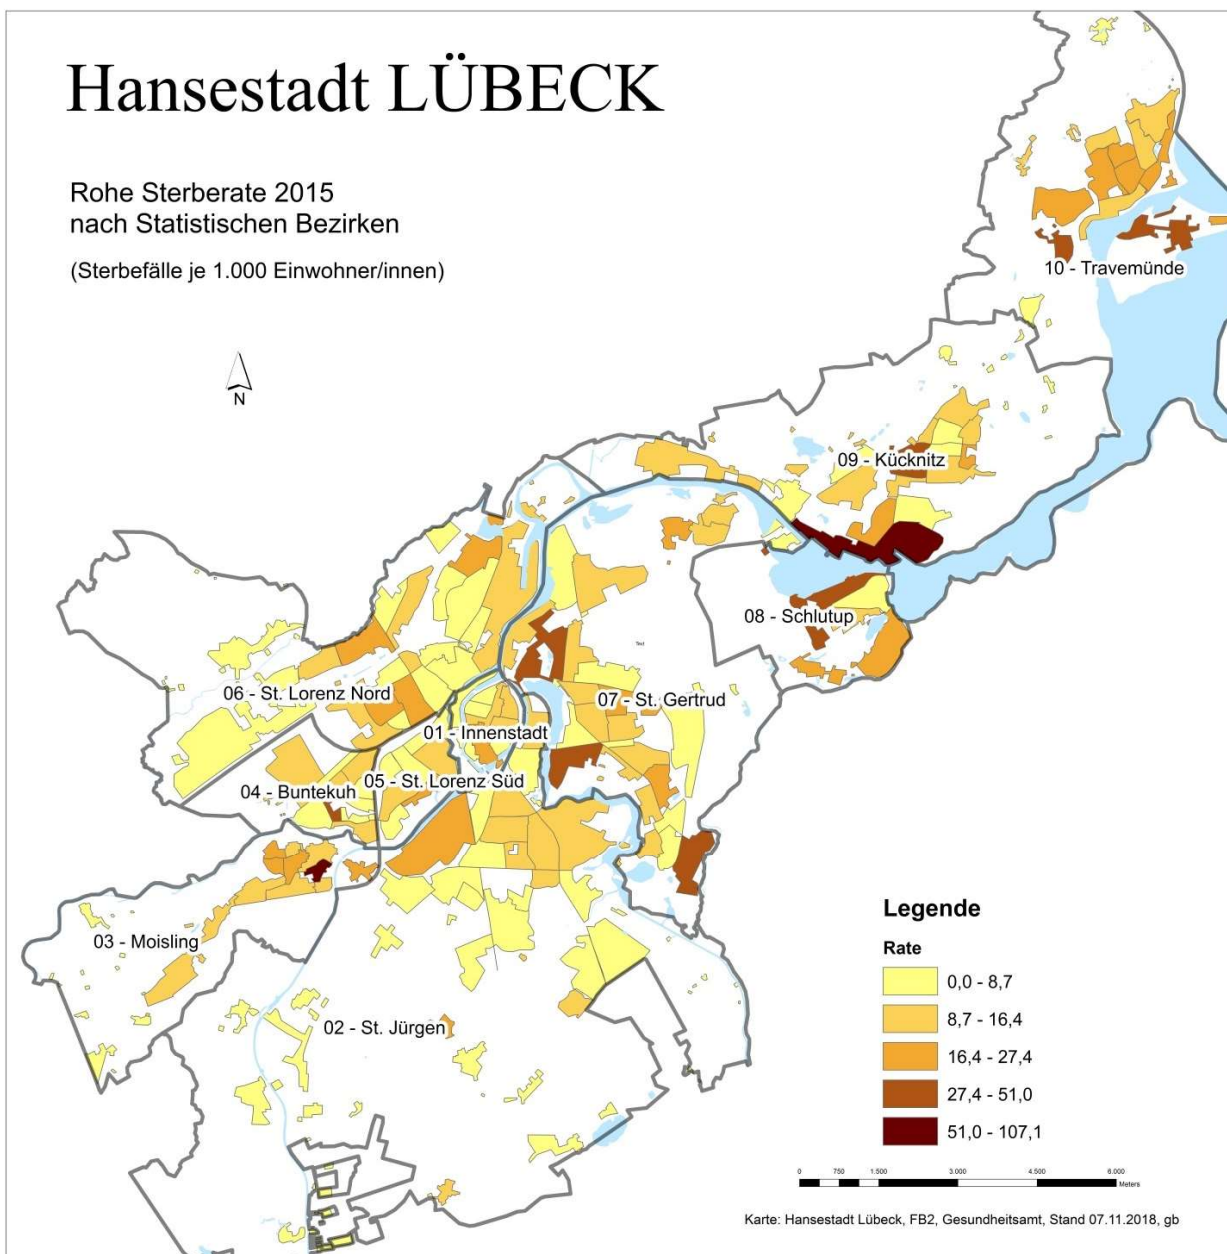 Hansestadt LÜBECK
Rohe Sterberate 2015
nach Statistischen Bezirken
(Sterbefälle je 1.000 Einwohner/innen)
N
10 - Travemünde
09 - Kücknitz
08 - Schlutup
06 - St. Lorenz Nord
07 - St. Gertrud
01 - Innenstadt
05 - St. Lorenz Süd
04 - Buntekuh
03 - Moisling
02 - St. Jürgen
Legende
Rate
0,0 - 8,7
8,7 - 16,4
16,4 - 27,4
27,4 - 51,0
51,0 - 107,1
0 750 1.500 3.000 4.500 6.000
Meters
Karte: Hansestadt Lübeck, FB2, Gesundheitsamt, Stand 07.11.2018, gb